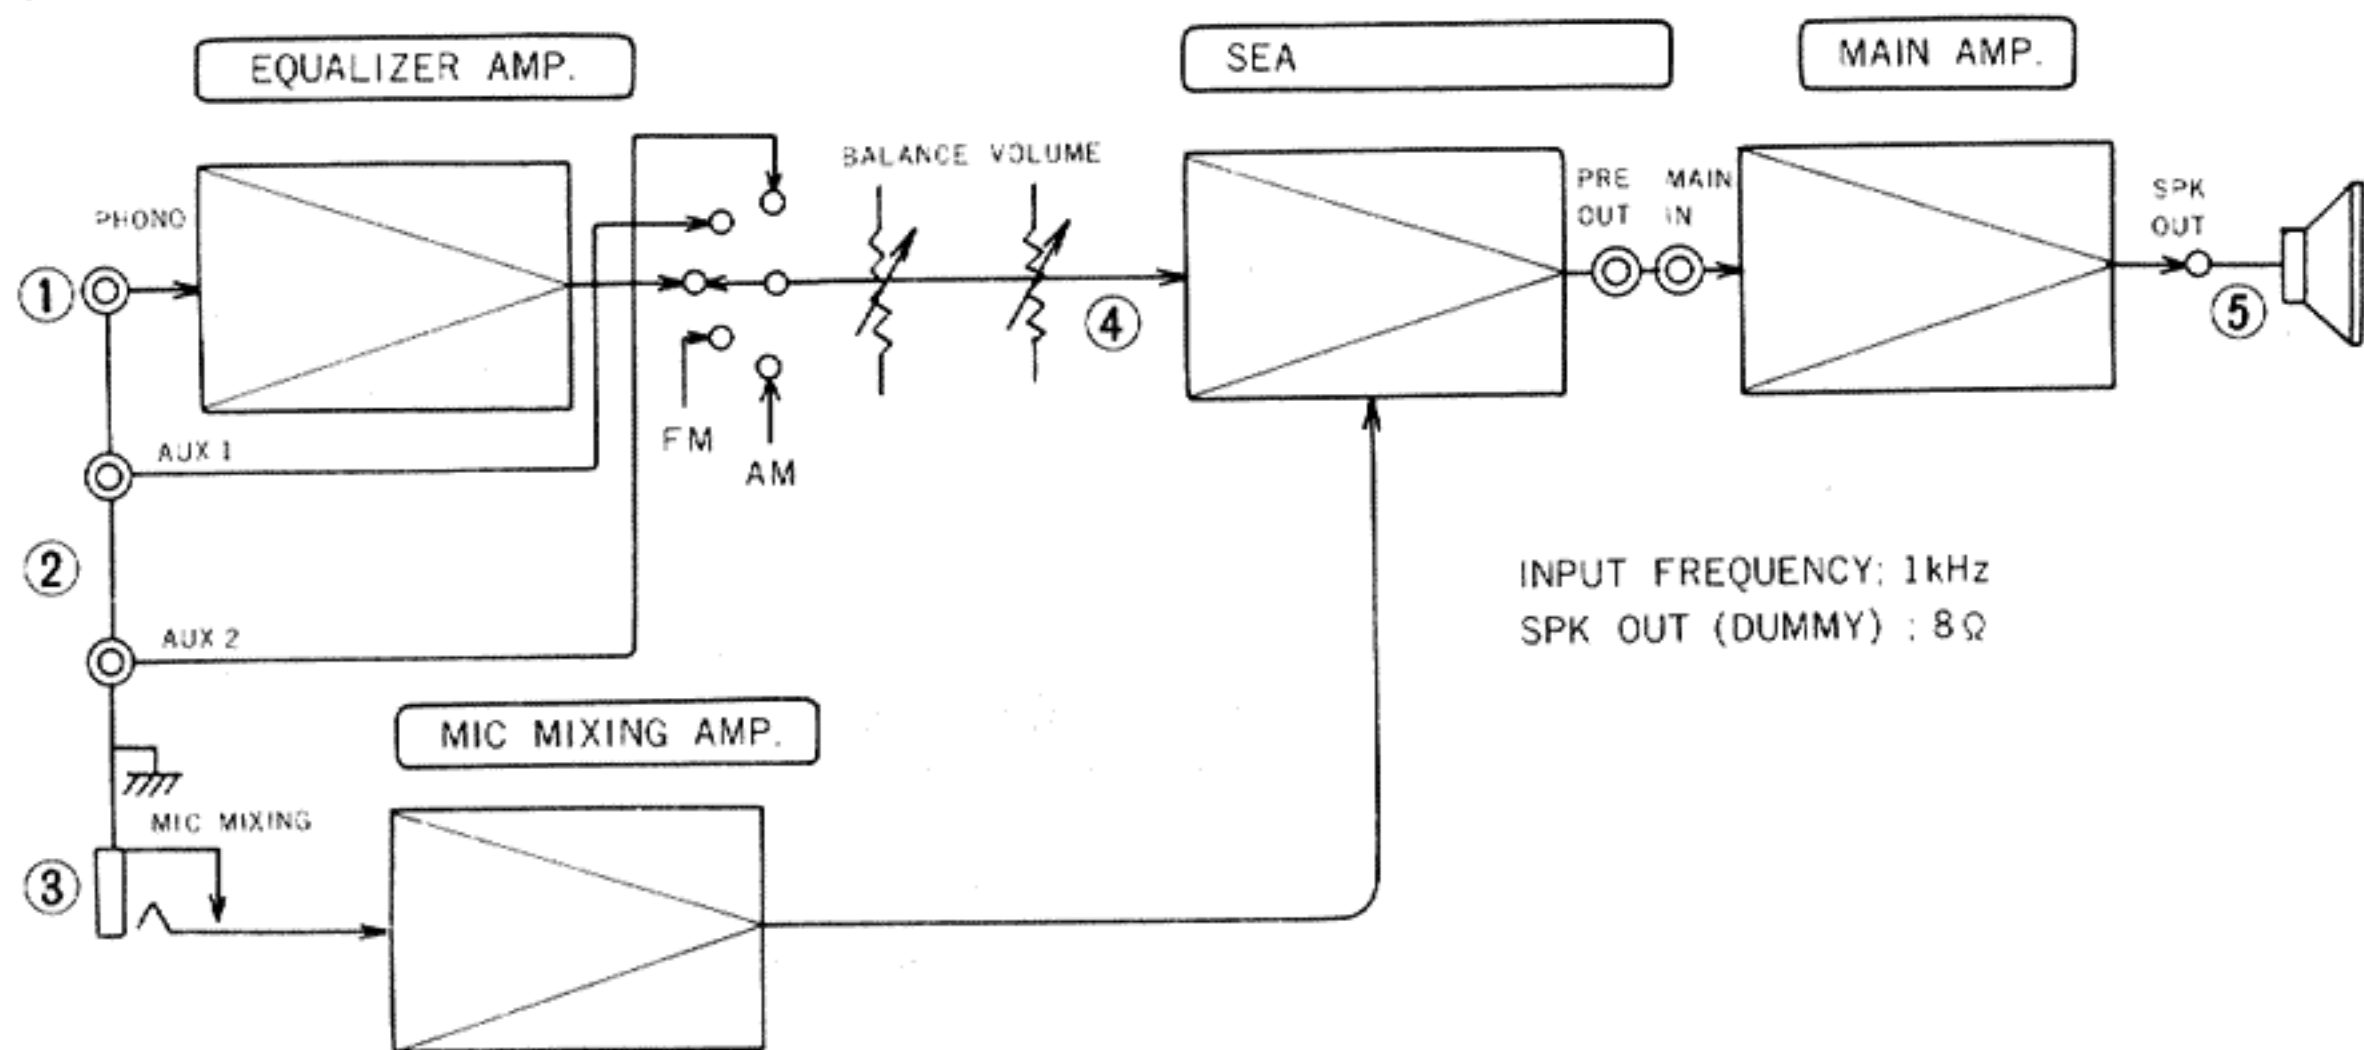 EQUALIZER AMP.
SEA
MAIN AMP.
BALANCE VOLUME
PHONO
PRE OUT
MAIN IN
SPK OUT
1
4
5
FM
AM
AUX 1
2
AUX 2
INPUT FREQUENCY: 1kHz
SPK OUT (DUMMY) : 8Ω
MIC MIXING AMP.
MIC MIXING
3